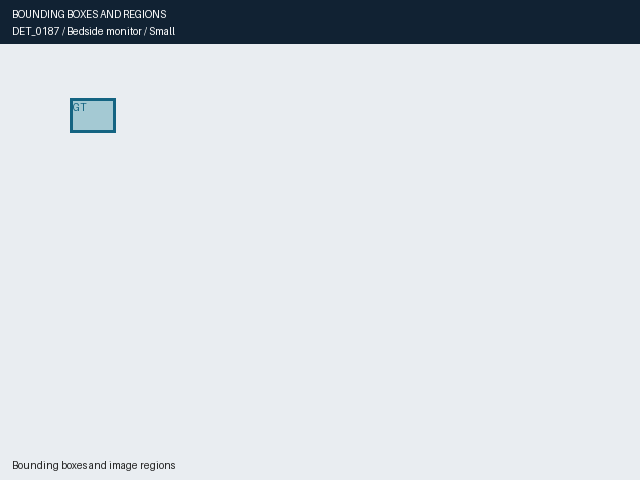 BOUNDING BOXES AND REGIONS
DET_0187 / Bedside monitor / Small
GT
Bounding boxes and image regions